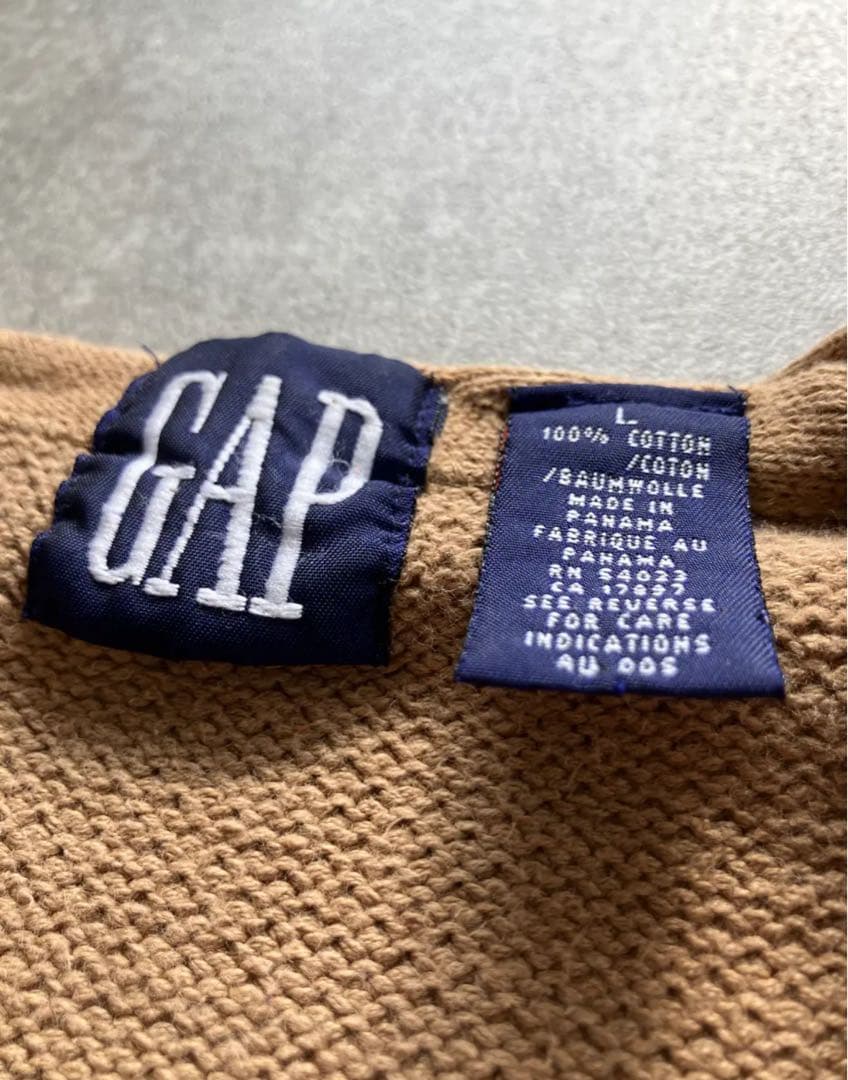 GAP
L
100% COTTON
/COTON
/BAUMWOLLE
MADE IN
PANAMA
FABRIQUE AU
PANAMA
RN 54023
CA 17897
SEE REVERSE
FOR CARE
INDICATIONS
AU DOS